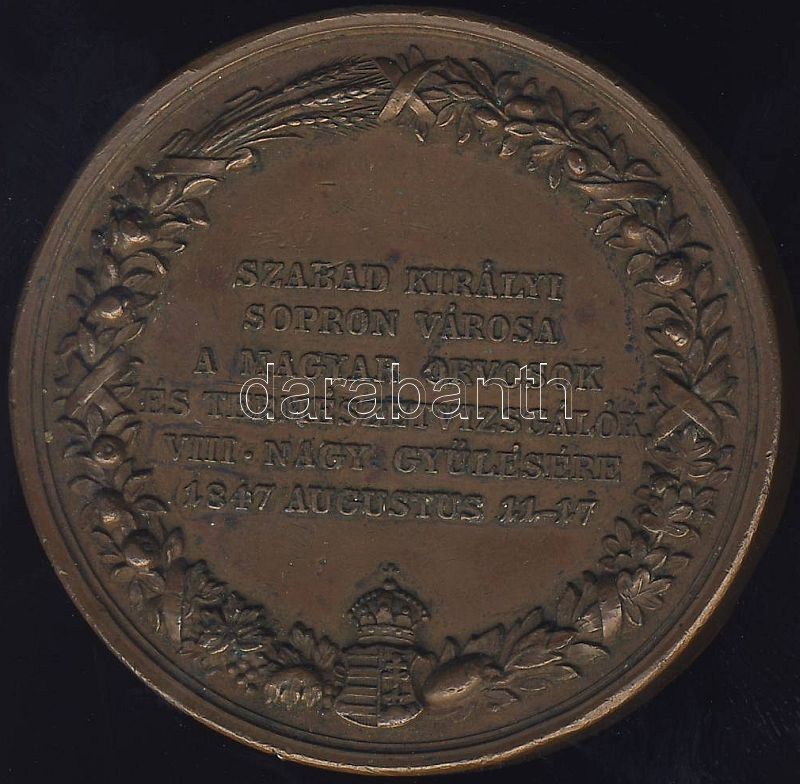 SZABAD KIRÁLYI
SOPRON VÁROSA
A MAGYAR ORVOSOK
ÉS TERMÉSZETVIZSGÁLÓK
VIII. NAGY GYŰLÉSÉRE
1847 AUGUSTUS 11–17
darabanth